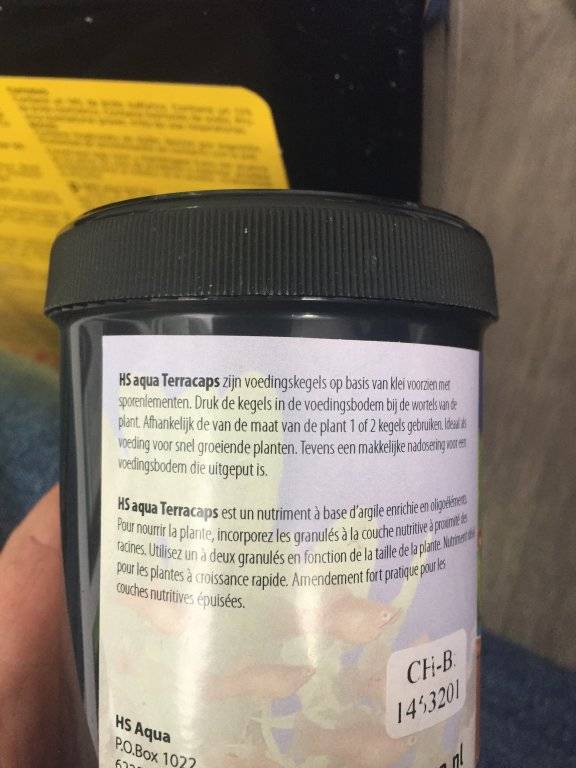 HS aqua Terracaps zijn voedingskegels op basis van klei voorzien met
sporenlementen. Druk de kegels in de voedingsbodem bij de wortels van de
plant. Afhankelijk de van de maat van de plant 1 of 2 kegels gebruiken. Ideaal als
voeding voor snel groeiende planten. Tevens een makkelijke nadosering voor een
voedingsbodem die uitgeput is.
HS aqua Terracaps est un nutriment à base d'argile enrichie en oligoéléments.
Pour nourrir la plante, incorporez les granulés à la couche nutritive à proximité des
racines. Utilisez un à deux granulés en fonction de la taille de la plante. Nutriment idéal
pour les plantes à croissance rapide. Amendement fort pratique pour les
couches nutritives épuisées.
CH-B
HS Aqua
P.O.Box 1022